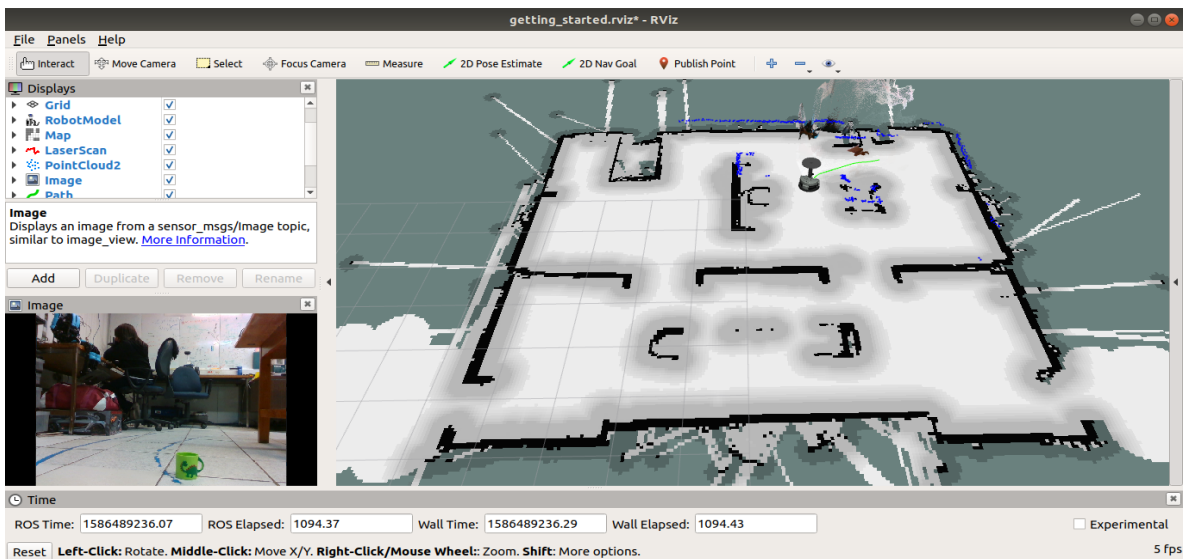 getting_started.rviz* - RViz
File Panels Help
Interact Move Camera Select Focus Camera Measure 2D Pose Estimate 2D Nav Goal Publish Point
Displays
Grid
RobotModel
Map
LaserScan
PointCloud2
Image
Path
Image
Displays an image from a sensor_msgs/Image topic,
similar to image_view. More Information.
Add Duplicate Remove Rename
Image
Time
ROS Time: 1586489236.07 ROS Elapsed: 1094.37 Wall Time: 1586489236.29 Wall Elapsed: 1094.43 Experimental
Reset Left-Click: Rotate. Middle-Click: Move X/Y. Right-Click/Mouse Wheel:: Zoom. Shift: More options. 5 fps